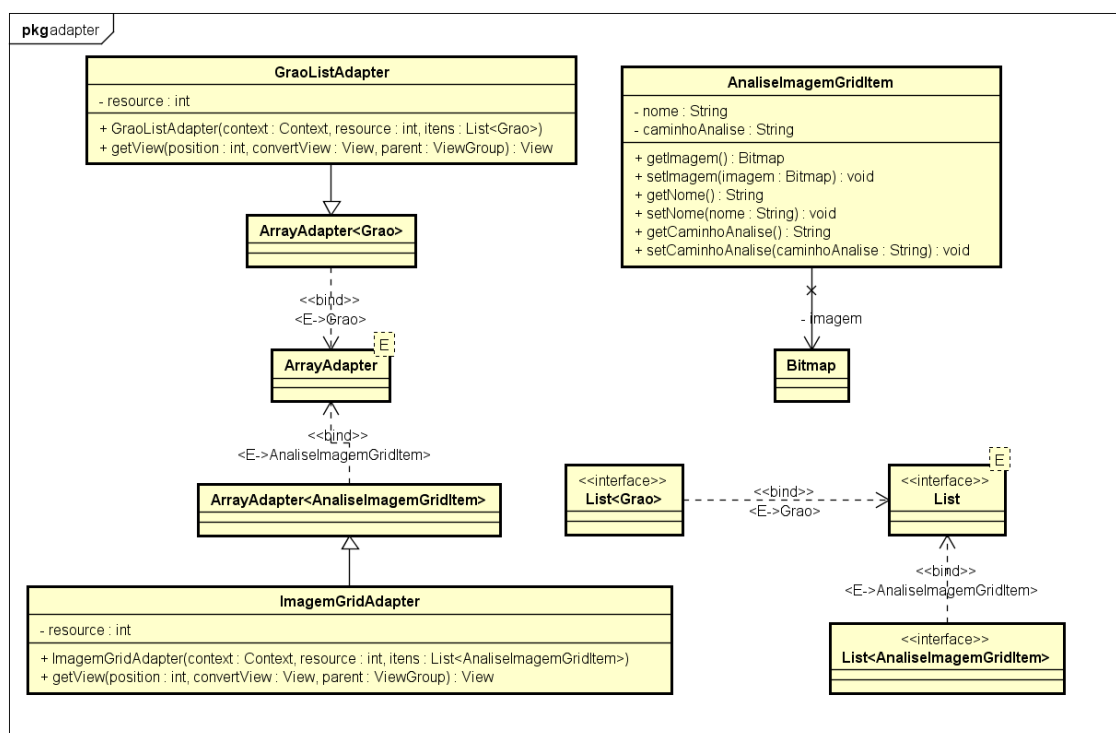 pkg adapter
GraoListAdapter
- resource : int
+ GraoListAdapter(context : Context, resource : int, itens : List<Grao>)
+ getView(position : int, convertView : View, parent : ViewGroup) : View
ArrayAdapter<Grao>
<<bind>>
<E->Grao>
E
ArrayAdapter
<<bind>>
<E->AnaliseImagemGridItem>
ArrayAdapter<AnaliseImagemGridItem>
ImagemGridAdapter
- resource : int
+ ImagemGridAdapter(context : Context, resource : int, itens : List<AnaliseImagemGridItem>)
+ getView(position : int, convertView : View, parent : ViewGroup) : View
AnaliseImagemGridItem
- nome : String
- caminhoAnalise : String
+ getImagem() : Bitmap
+ setImagem(imagem : Bitmap) : void
+ getNome() : String
+ setNome(nome : String) : void
+ getCaminhoAnalise() : String
+ setCaminhoAnalise(caminhoAnalise : String) : void
- imagem
Bitmap
<<interface>>
List<Grao>
<<bind>>
<E->Grao>
E
<<interface>>
List
<<bind>>
<E->AnaliseImagemGridItem>
<<interface>>
List<AnaliseImagemGridItem>